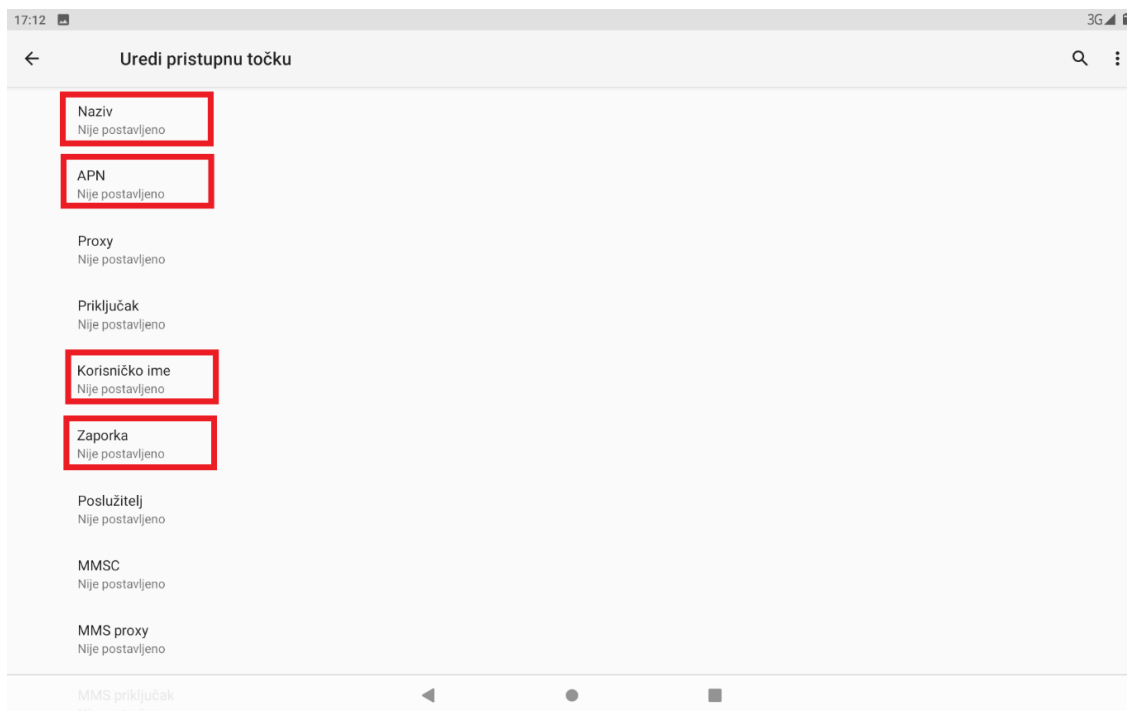 17:12
3G
Uredi pristupnu točku
Naziv
Nije postavljeno
APN
Nije postavljeno
Proxy
Nije postavljeno
Priključak
Nije postavljeno
Korisničko ime
Nije postavljeno
Zaporka
Nije postavljeno
Poslužitelj
Nije postavljeno
MMSC
Nije postavljeno
MMS proxy
Nije postavljeno
MMS priključak